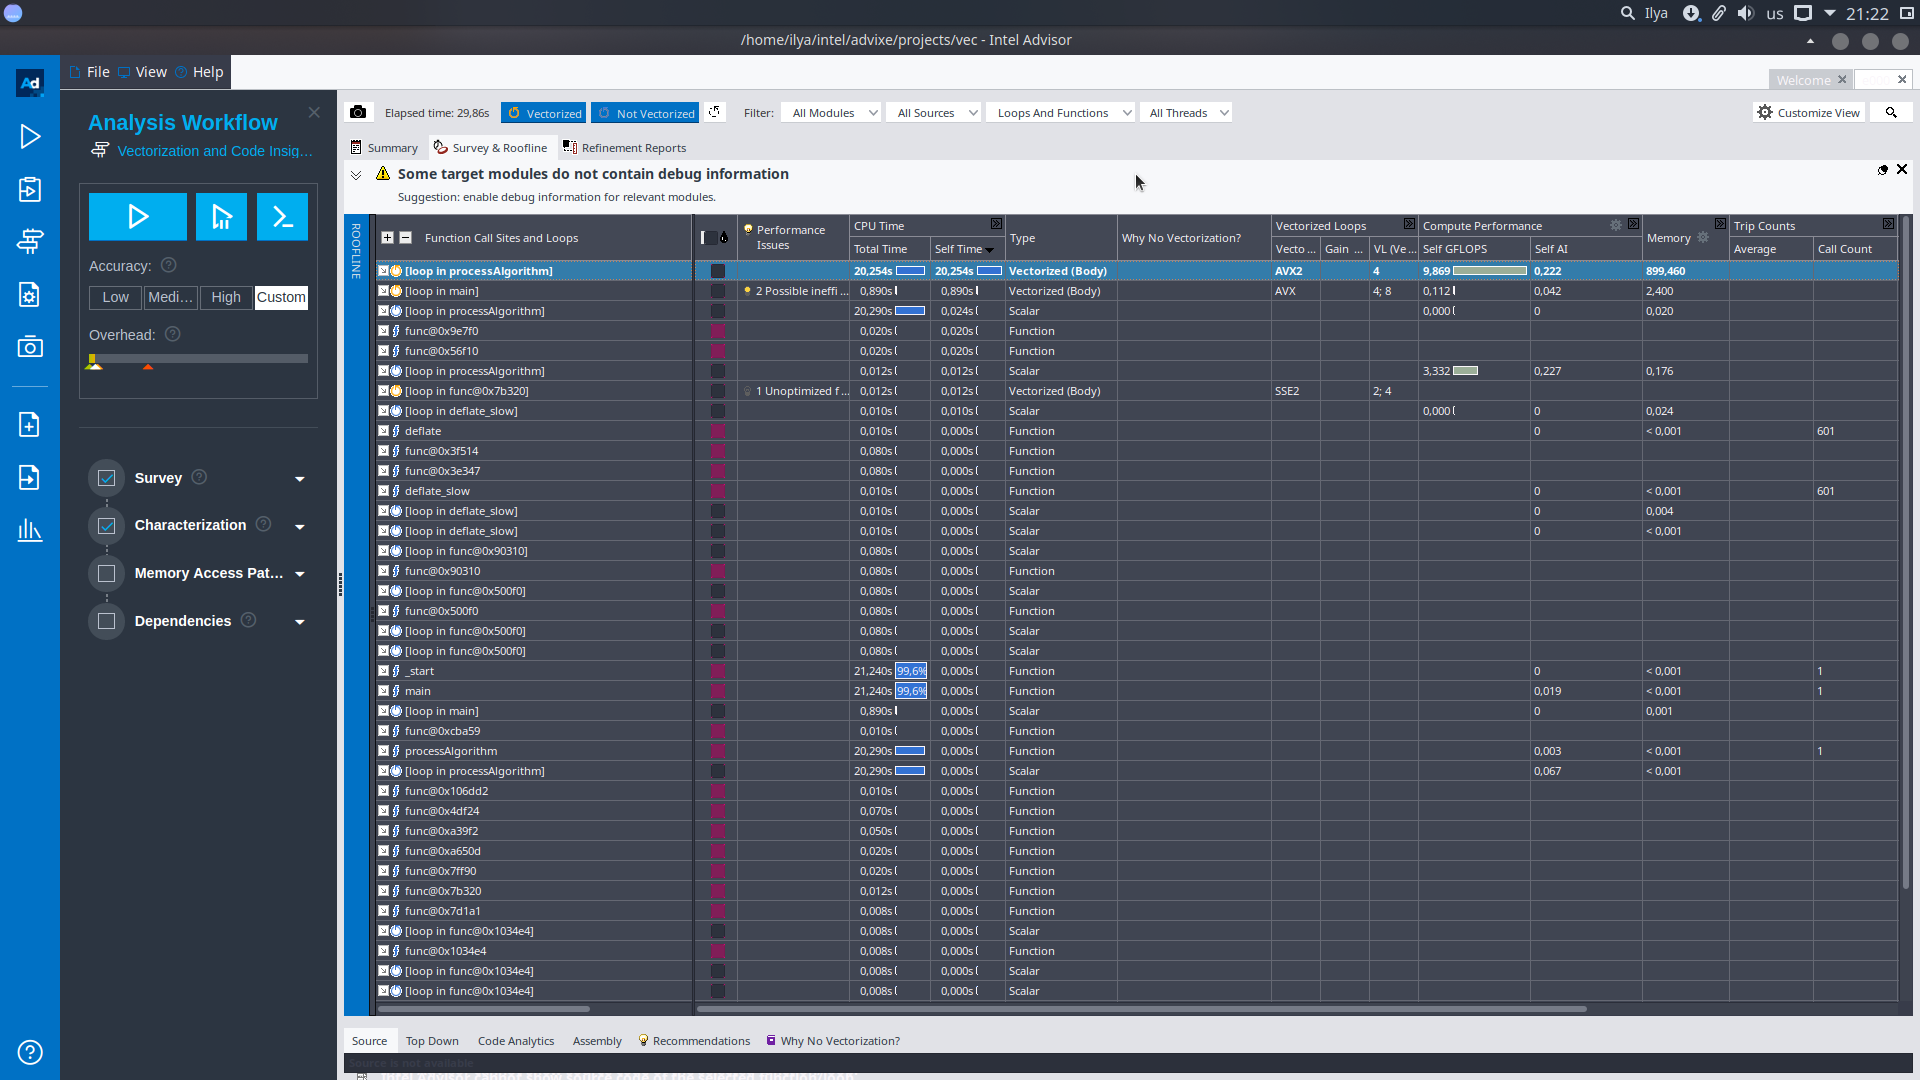 Ilya us 21:22
/home/ilya/intel/advixe/projects/vec - Intel Advisor
Ad File View Help
Welcome
Analysis Workflow
Vectorization and Code Insig...
Accuracy:
Low Medi... High Custom
Overhead:
Survey
Characterization
Memory Access Pat...
Dependencies
Elapsed time: 29,86s Vectorized Not Vectorized Filter: All Modules All Sources Loops And Functions All Threads Customize View
Summary Survey & Roofline Refinement Reports
Some target modules do not contain debug information
Suggestion: enable debug information for relevant modules.
ROOFLINE
Function Call Sites and Loops Performance Issues CPU Time Type Why No Vectorization? Vectorized Loops Compute Performance Memory Trip Counts
Total Time Self Time Vecto ... Gain ... VL (Ve ... Self GFLOPS Self AI Average Call Count
[loop in processAlgorithm] 20,254s 20,254s Vectorized (Body) AVX2 4 9,869 0,222 899,460
[loop in main] 2 Possible ineffi ... 0,890s 0,890s Vectorized (Body) AVX 4; 8 0,112 0,042 2,400
[loop in processAlgorithm] 20,290s 0,024s Scalar 0,000 0 0,020
func@0x9e7f0 0,020s 0,020s Function
func@0x56f10 0,020s 0,020s Function
[loop in processAlgorithm] 0,012s 0,012s Scalar 3,332 0,227 0,176
[loop in func@0x7b320] 1 Unoptimized f ... 0,012s 0,012s Vectorized (Body) SSE2 2; 4
[loop in deflate_slow] 0,010s 0,010s Scalar 0,000 0 0,024
deflate 0,010s 0,000s Function 0 < 0,001 601
func@0x3f514 0,080s 0,000s Function
func@0x3e347 0,080s 0,000s Function
deflate_slow 0,010s 0,000s Function 0 < 0,001 601
[loop in deflate_slow] 0,010s 0,000s Scalar 0 0,004
[loop in deflate_slow] 0,010s 0,000s Scalar 0 < 0,001
[loop in func@0x90310] 0,080s 0,000s Scalar
func@0x90310 0,080s 0,000s Function
[loop in func@0x500f0] 0,080s 0,000s Scalar
func@0x500f0 0,080s 0,000s Function
[loop in func@0x500f0] 0,080s 0,000s Scalar
[loop in func@0x500f0] 0,080s 0,000s Scalar
_start 21,240s 99,6% 0,000s Function 0 < 0,001 1
main 21,240s 99,6% 0,000s Function 0,019 < 0,001 1
[loop in main] 0,890s 0,000s Scalar 0 0,001
func@0xcba59 0,010s 0,000s Function
processAlgorithm 20,290s 0,000s Function 0,003 < 0,001 1
[loop in processAlgorithm] 20,290s 0,000s Scalar 0,067 < 0,001
func@0x106dd2 0,010s 0,000s Function
func@0x4df24 0,070s 0,000s Function
func@0xa39f2 0,050s 0,000s Function
func@0xa650d 0,020s 0,000s Function
func@0x7ff90 0,020s 0,000s Function
func@0x7b320 0,012s 0,000s Function
func@0x7d1a1 0,008s 0,000s Function
[loop in func@0x1034e4] 0,008s 0,000s Scalar
func@0x1034e4 0,008s 0,000s Function
[loop in func@0x1034e4] 0,008s 0,000s Scalar
[loop in func@0x1034e4] 0,008s 0,000s Scalar
Source Top Down Code Analytics Assembly Recommendations Why No Vectorization?
Source is not available